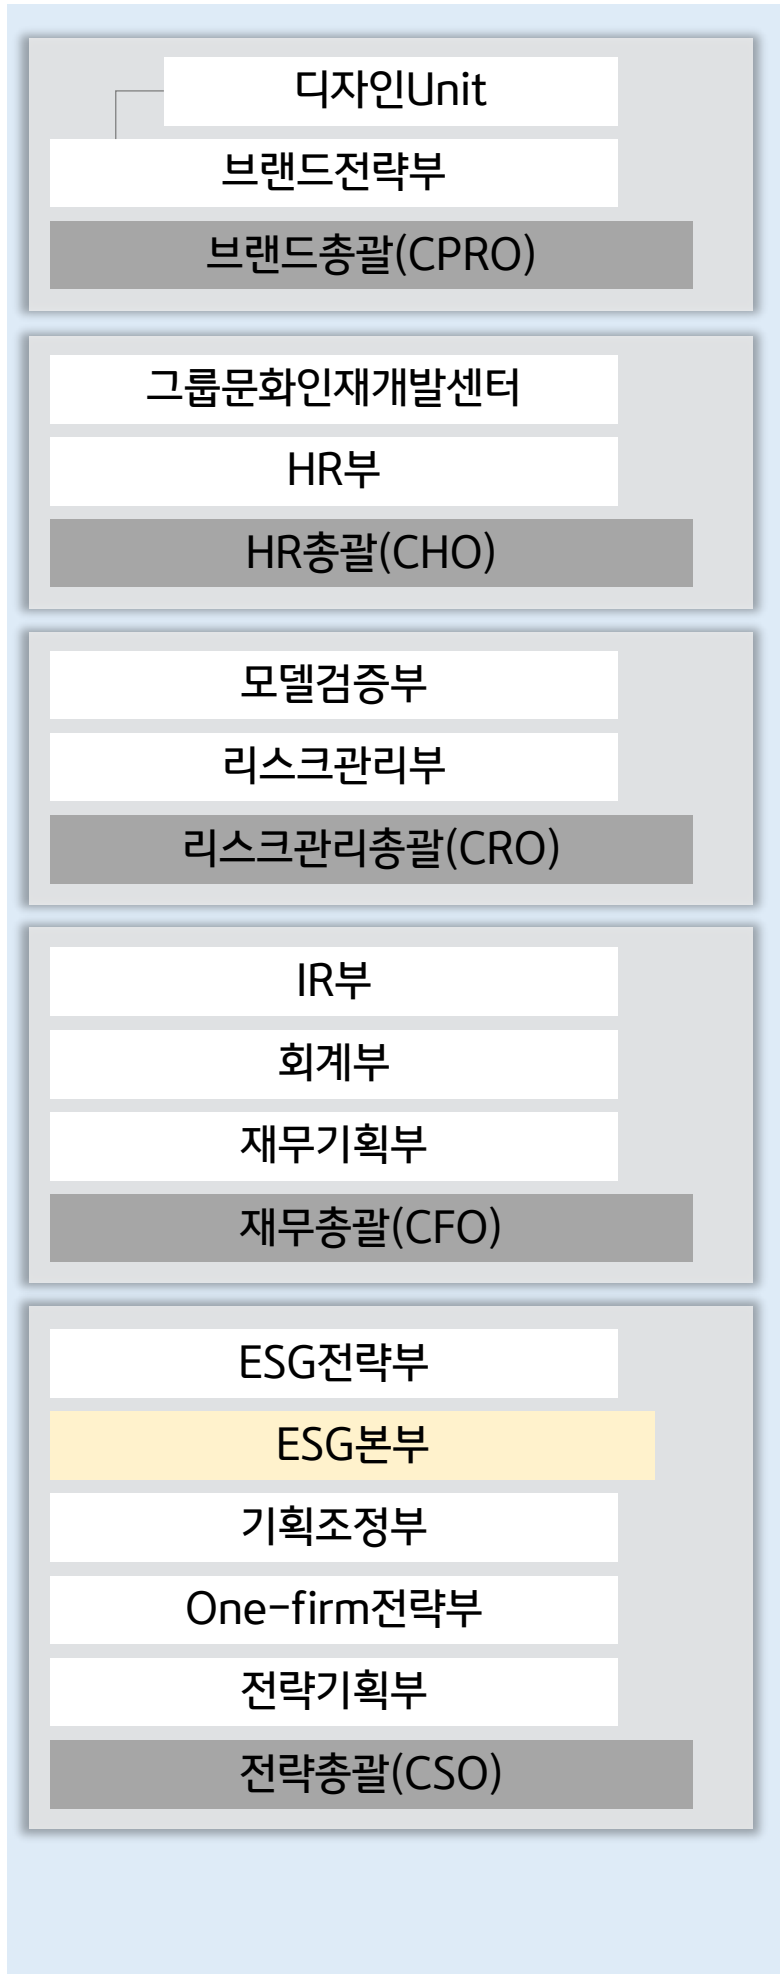 디자인Unit
브랜드전략부
브랜드총괄(CPRO)
그룹문화인재개발센터
HR부
HR총괄(CHO)
모델검증부
리스크관리부
리스크관리총괄(CRO)
IR부
회계부
재무기획부
재무총괄(CFO)
ESG전략부
ESG본부
기획조정부
One-firm전략부
전략기획부
전략총괄(CSO)